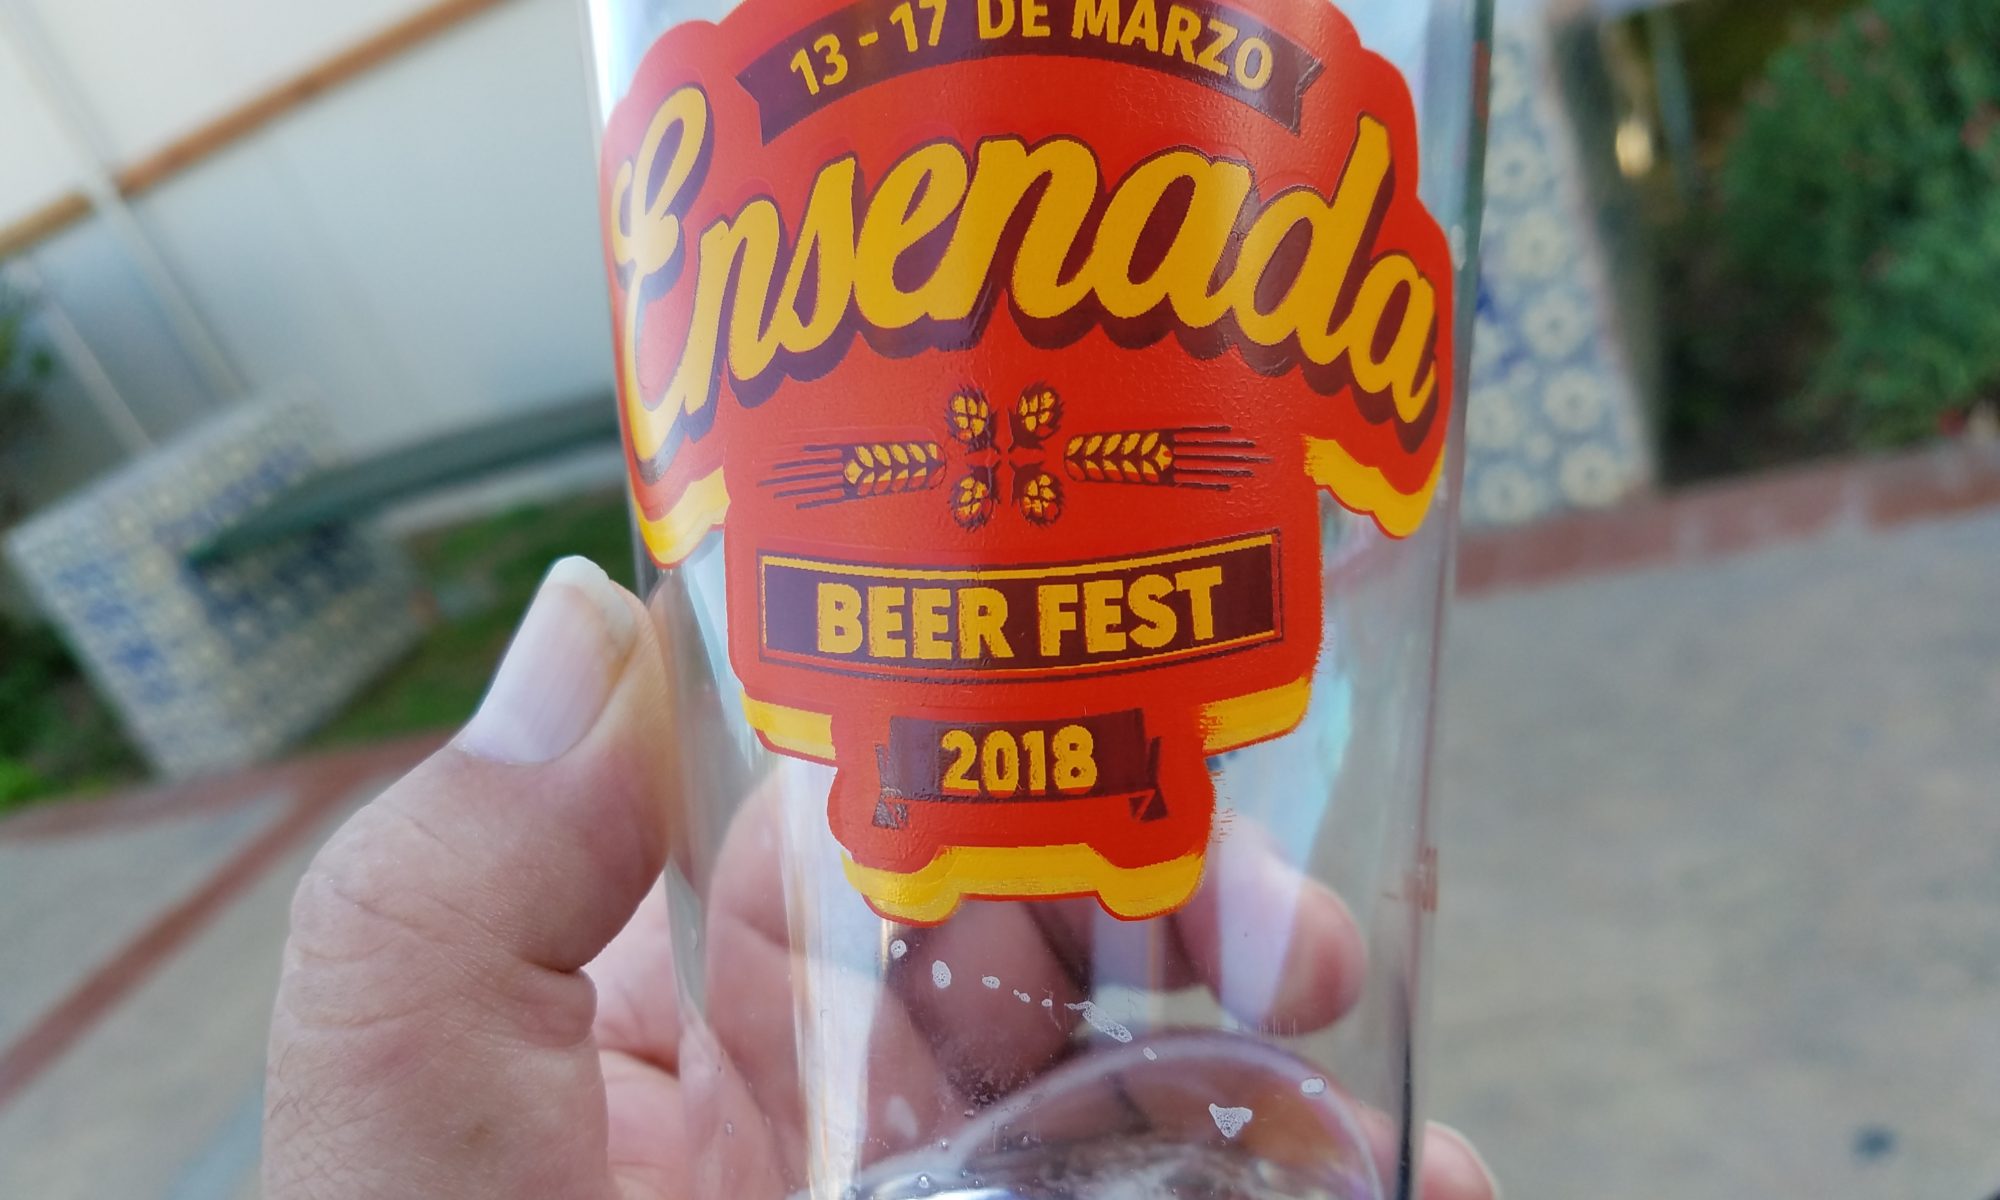 13 - 17 DE MARZO
Ensenada
BEER FEST
2018